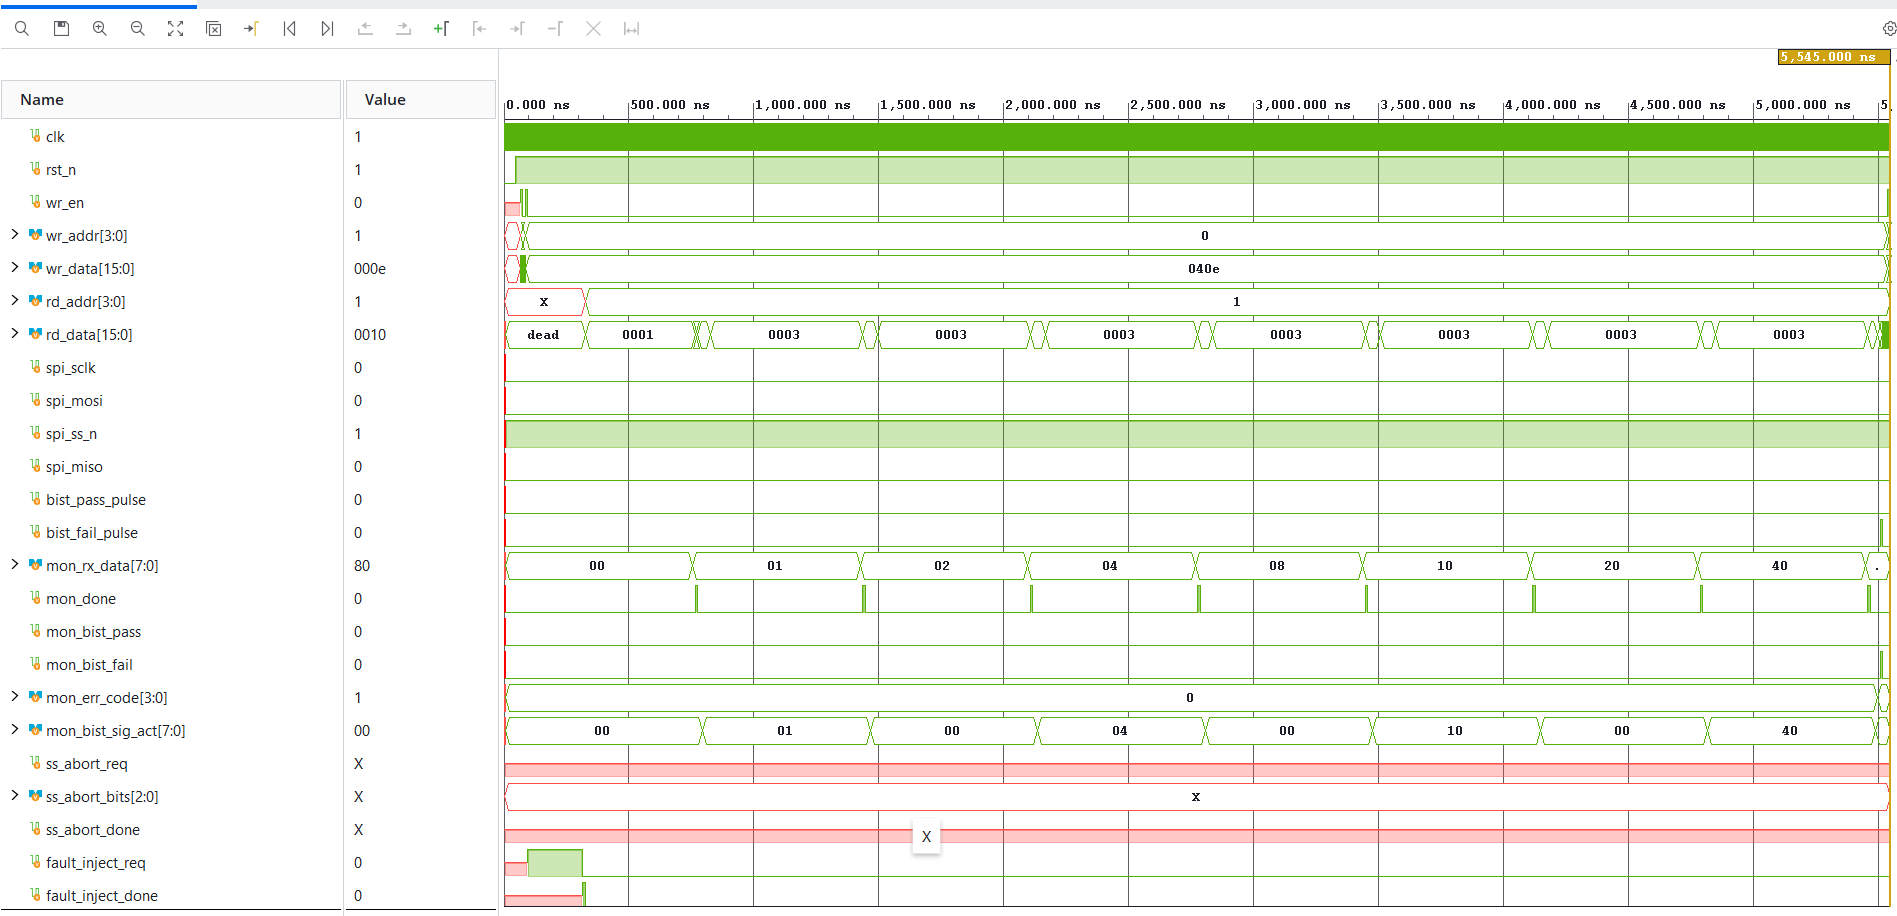 5,545.000 ns
Name Value 0.000 ns 500.000 ns 1,000.000 ns 1,500.000 ns 2,000.000 ns 2,500.000 ns 3,000.000 ns 3,500.000 ns 4,000.000 ns 4,500.000 ns 5,000.000 ns 5,
clk 1
rst_n 1
wr_en 0
wr_addr[3:0] 1 0
wr_data[15:0] 000e 040e
rd_addr[3:0] 1 X 1
rd_data[15:0] 0010 dead 0001 0003 0003 0003 0003 0003 0003 0003
spi_sclk 0
spi_mosi 0
spi_ss_n 1
spi_miso 0
bist_pass_pulse 0
bist_fail_pulse 0
mon_rx_data[7:0] 80 00 01 02 04 08 10 20 40 .
mon_done 0
mon_bist_pass 0
mon_bist_fail 0
mon_err_code[3:0] 1 0
mon_bist_sig_act[7:0] 00 00 01 00 04 00 10 00 40
ss_abort_req X
ss_abort_bits[2:0] X X
ss_abort_done X X
fault_inject_req 0
fault_inject_done 0